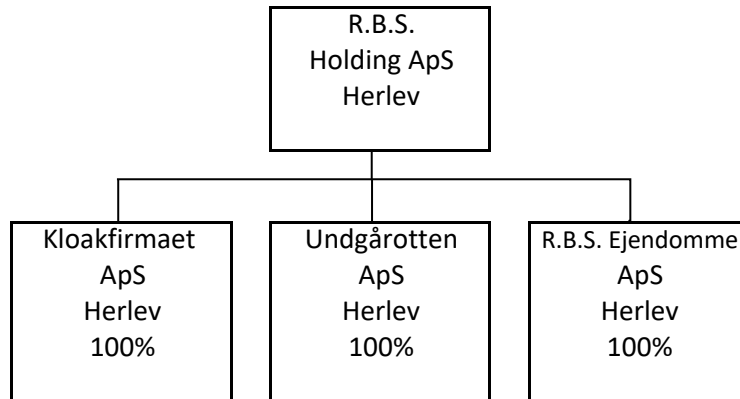 R.B.S.
Holding ApS
Herlev
Kloakfirmaet
ApS
Herlev
100%
Undgårotten
ApS
Herlev
100%
R.B.S. Ejendomme
ApS
Herlev
100%